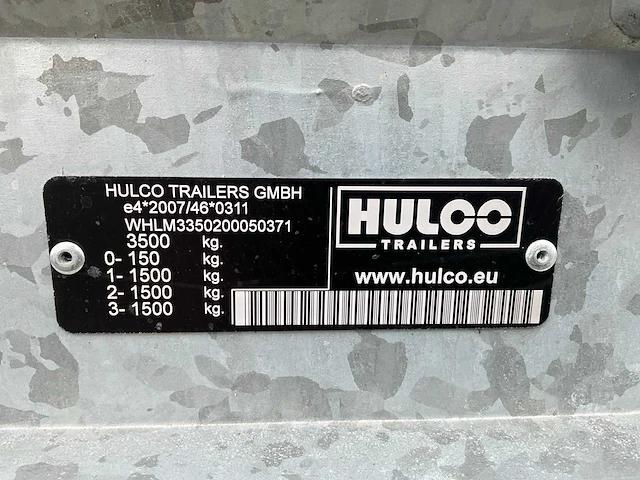 HULCO TRAILERS GMBH
e4*2007/46*0311
WHLM3350200050371
3500 kg.
0- 150 kg.
1- 1500 kg.
2- 1500 kg.
3- 1500 kg.
HULCO
TRAILERS
www.hulco.eu